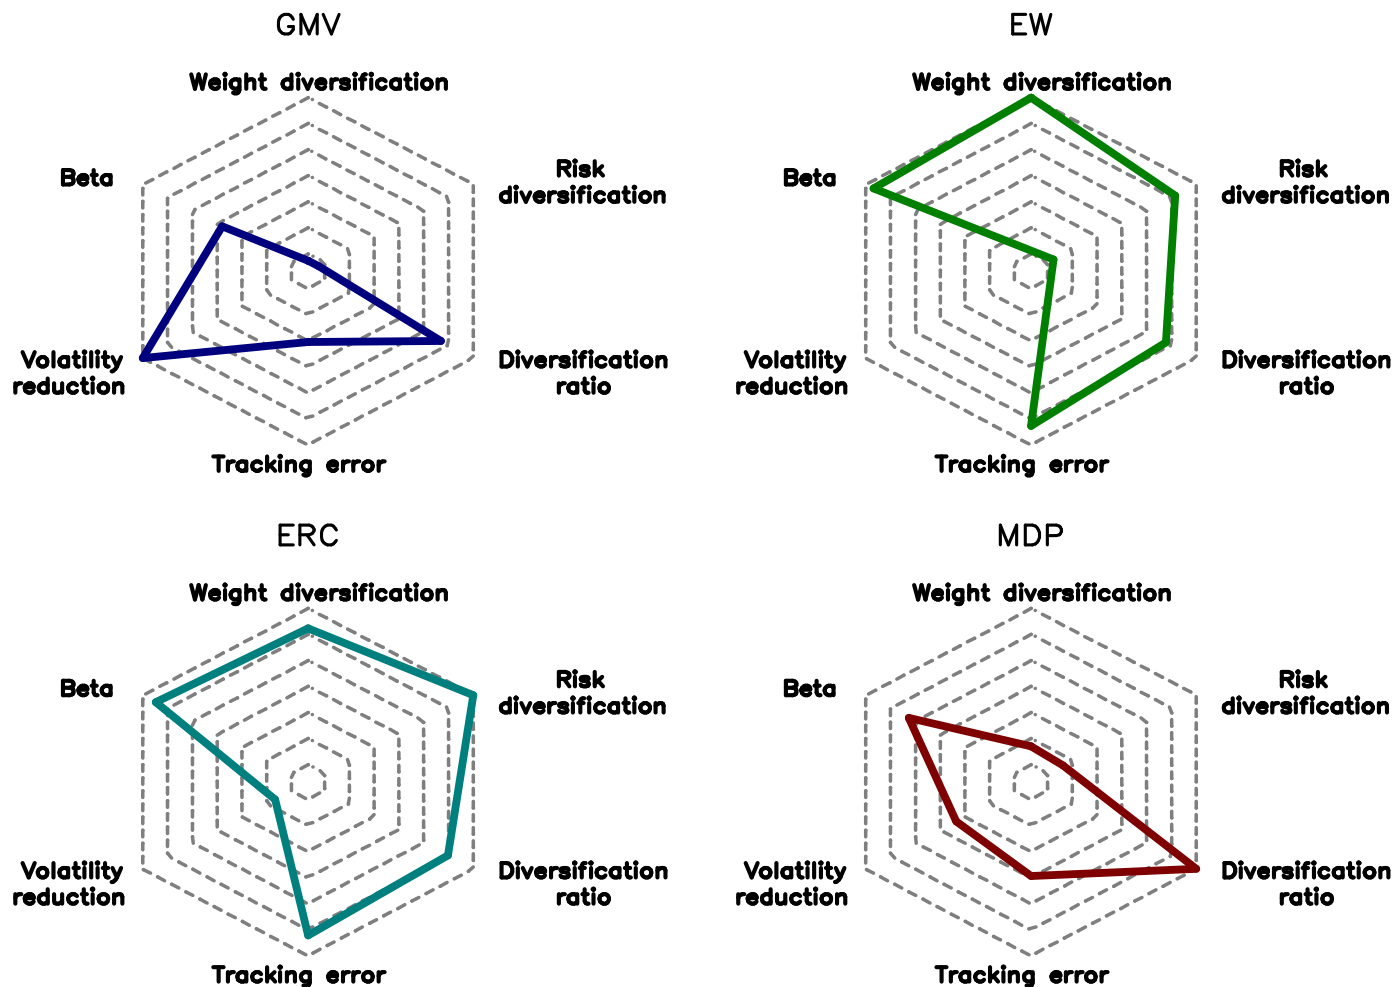 GMV
Weight diversification
Beta
Risk
diversification
Volatility
reduction
Diversification
ratio
Tracking error
EW
Weight diversification
Beta
Risk
diversification
Volatility
reduction
Diversification
ratio
Tracking error
ERC
Weight diversification
Beta
Risk
diversification
Volatility
reduction
Diversification
ratio
Tracking error
MDP
Weight diversification
Beta
Risk
diversification
Volatility
reduction
Diversification
ratio
Tracking error